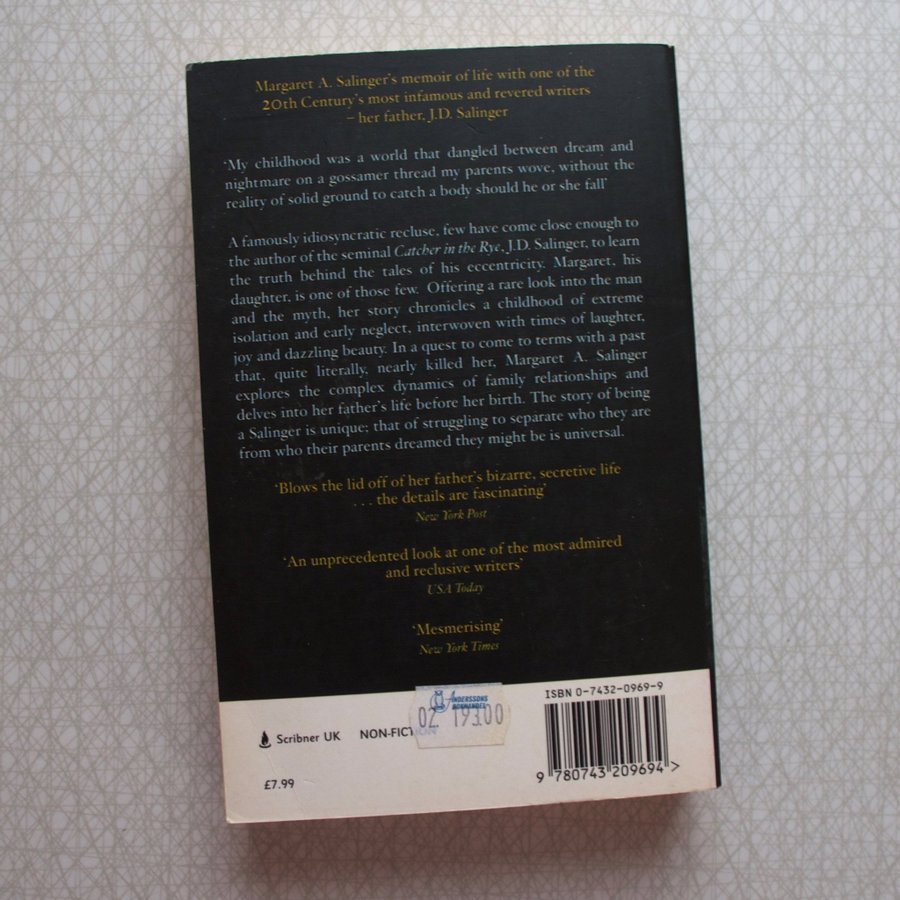 Margaret A. Salinger's memoir of life with one of the
20th Century's most infamous and revered writers
– her father, J.D. Salinger
'My childhood was a world that dangled between dream and
nightmare on a gossamer thread my parents wove, without the
reality of solid ground to catch a body should he or she fall'
A famously idiosyncratic recluse, few have come close enough to
the author of the seminal Catcher in the Rye, J.D. Salinger, to learn
the truth behind the tales of his eccentricity. Margaret, his
daughter, is one of those few. Offering a rare look into the man
and the myth, her story chronicles a childhood of extreme
isolation and early neglect, interwoven with times of laughter,
joy and dazzling beauty. In a quest to come to terms with a past
that, quite literally, nearly killed her, Margaret A. Salinger
explores the complex dynamics of family relationships and
delves into her father's life before her birth. The story of being
a Salinger is unique; that of struggling to separate who they are
from who their parents dreamed they might be is universal.
'Blows the lid off of her father's bizarre, secretive life
... the details are fascinating'
New York Post
'An unprecedented look at one of the most admired
and reclusive writers'
USA Today
'Mesmerising'
New York Times
ISBN 0-7432-0969-9
Anderssons
Bokhandel
02 193.00
Scribner UK NON-FICTION
9 780743 209694 >
£7.99